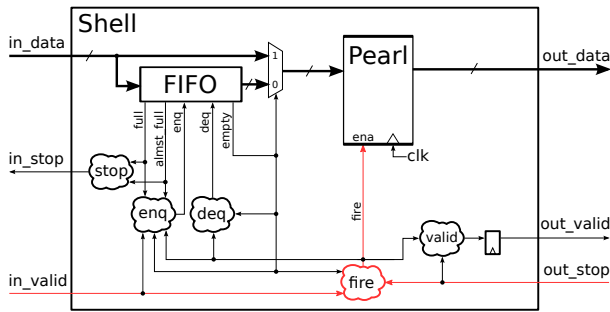 Shell
in_data
1
0
FIFO
Pearl
out_data
full
almst_full
enq
deq
empty
ena
clk
in_stop
stop
enq
deq
fire
valid
out_valid
in_valid
fire
out_stop